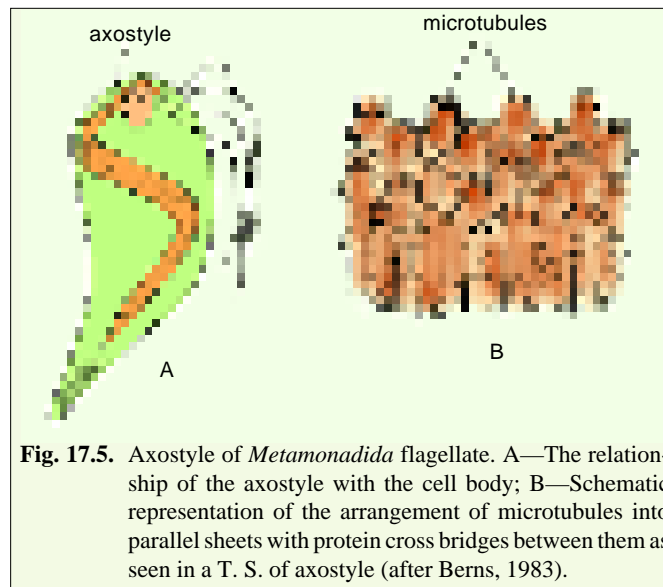 axostyle
microtubules
A
B
Fig. 17.5. Axostyle of Metamonadida flagellate. A—The relation-
ship of the axostyle with the cell body; B—Schematic
representation of the arrangement of microtubules into
parallel sheets with protein cross bridges between them as
seen in a T. S. of axostyle (after Berns, 1983).